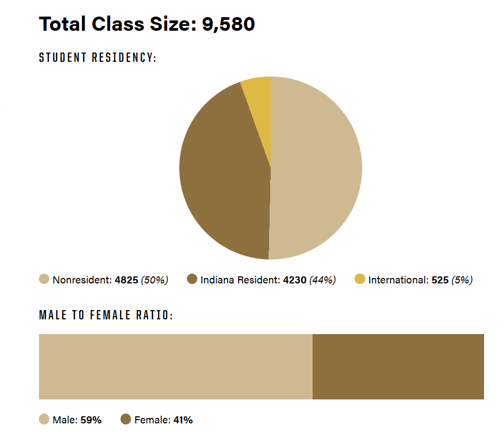 Total Class Size: 9,580
STUDENT RESIDENCY:
Nonresident: 4825 (50%) Indiana Resident: 4230 (44%) International: 525 (5%)
MALE TO FEMALE RATIO:
Male: 59% Female: 41%